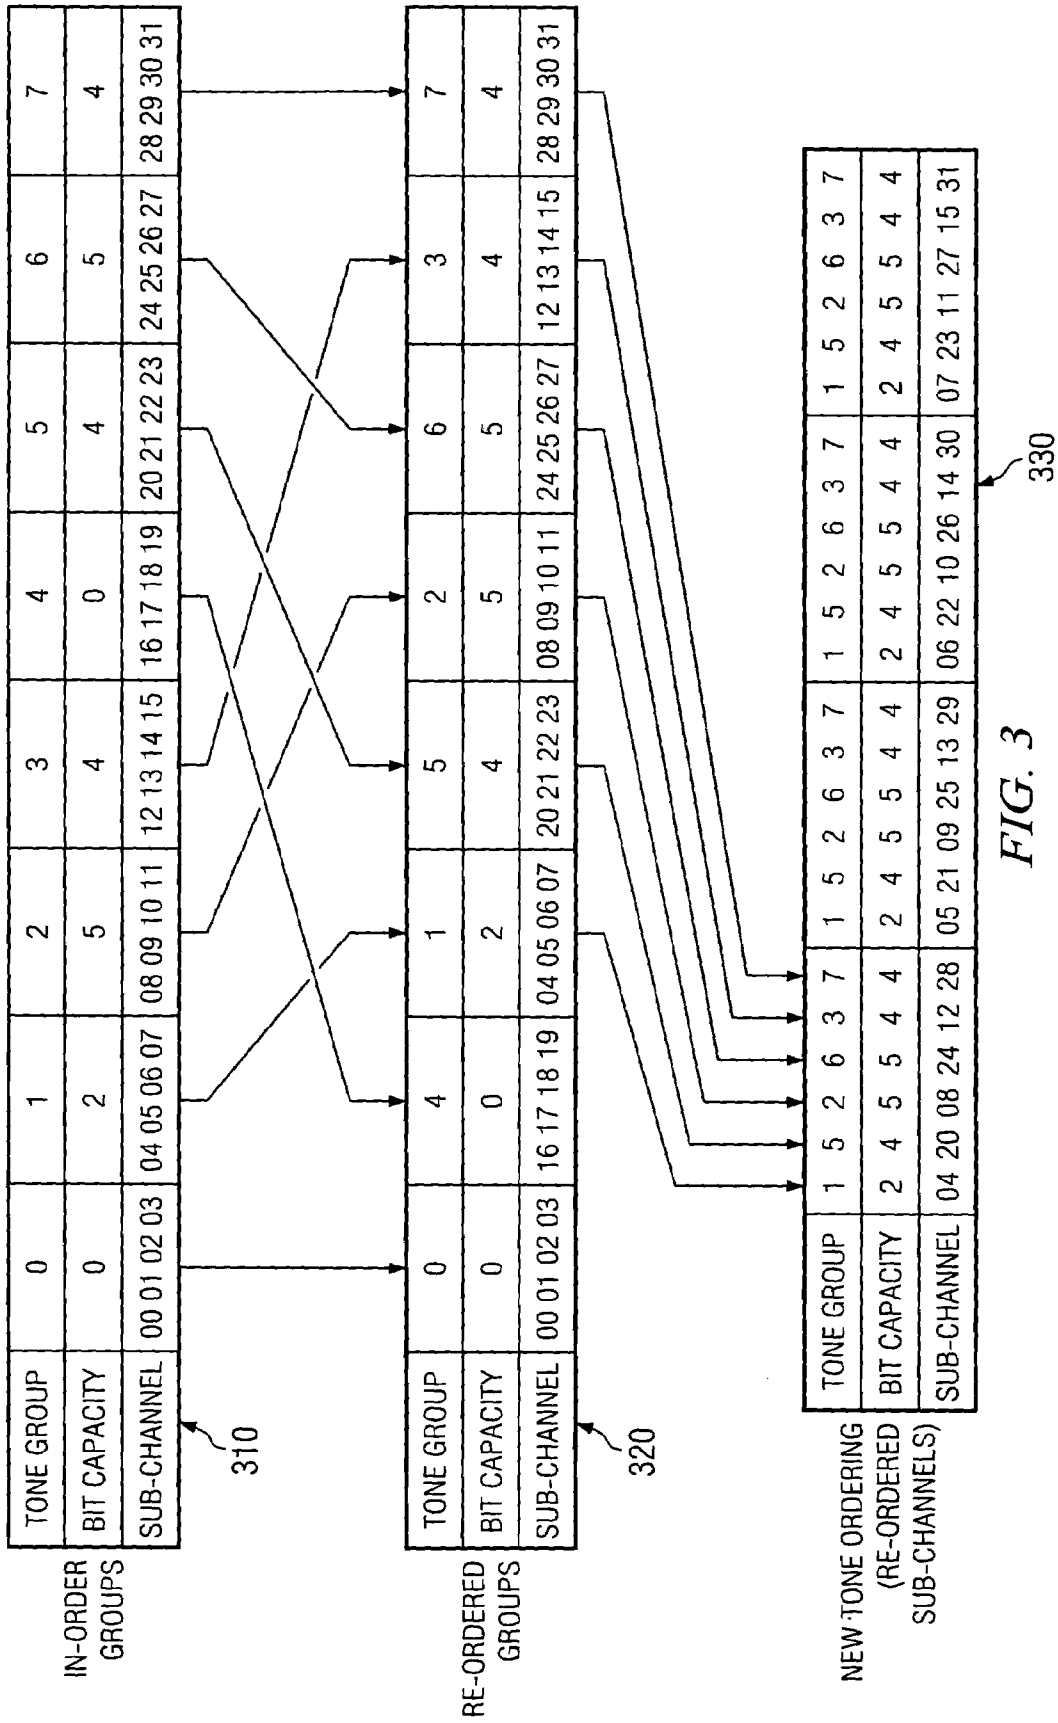 IN-ORDER
GROUPS
TONE GROUP 0 1 2 3 4 5 6 7
BIT CAPACITY 0 2 5 4 0 4 5 4
SUB-CHANNEL 00 01 02 03 04 05 06 07 08 09 10 11 12 13 14 15 16 17 18 19 20 21 22 23 24 25 26 27 28 29 30 31
310
RE-ORDERED
GROUPS
TONE GROUP 0 4 1 5 2 6 3 7
BIT CAPACITY 0 0 2 4 5 5 4 4
SUB-CHANNEL 00 01 02 03 16 17 18 19 04 05 06 07 20 21 22 23 08 09 10 11 24 25 26 27 12 13 14 15 28 29 30 31
320
NEW TONE ORDERING
(RE-ORDERED
SUB-CHANNELS)
TONE GROUP 1 5 2 6 3 7 1 5 2 6 3 7 1 5 2 6 3 7 1 5 2 6 3 7
BIT CAPACITY 2 4 5 5 4 4 2 4 5 5 4 4 2 4 5 5 4 4 2 4 5 5 4 4
SUB-CHANNEL 04 20 08 24 12 28 05 21 09 25 13 29 06 22 10 26 14 30 07 23 11 27 15 31
330
FIG. 3